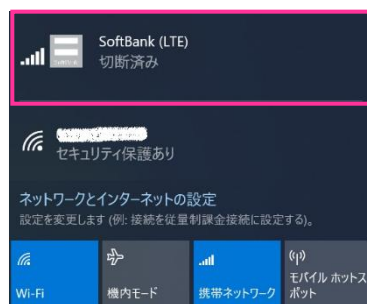 SoftBank (LTE)
切断済み
セキュリティ保護あり
ネットワークとインターネットの設定
設定を変更します (例: 接続を従量制課金接続に設定する)。
Wi-Fi
機内モード
携帯ネットワーク
モバイル ホットス
ポット